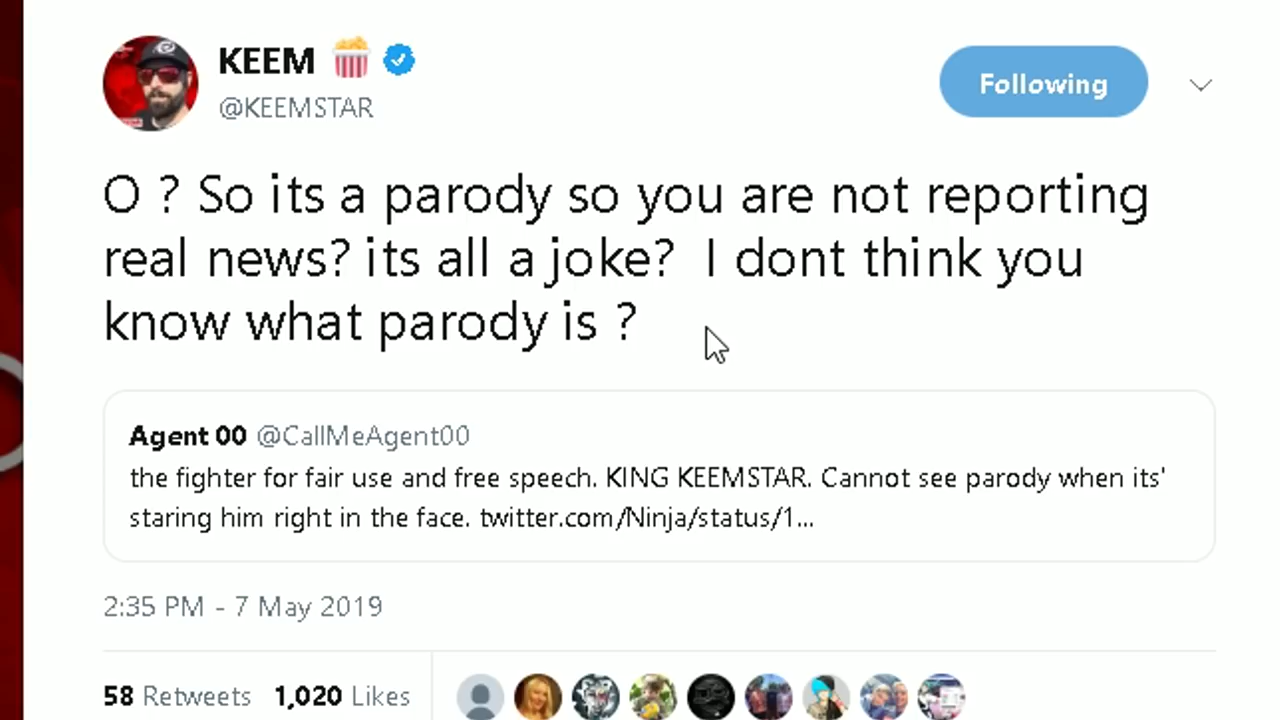 KEEM
@KEEMSTAR
Following
O ? So its a parody so you are not reporting
real news? its all a joke? I dont think you
know what parody is ?
Agent 00 @CallMeAgent00
the fighter for fair use and free speech. KING KEEMSTAR. Cannot see parody when its'
staring him right in the face. twitter.com/Ninja/status/1...
2:35 PM - 7 May 2019
58 Retweets 1,020 Likes